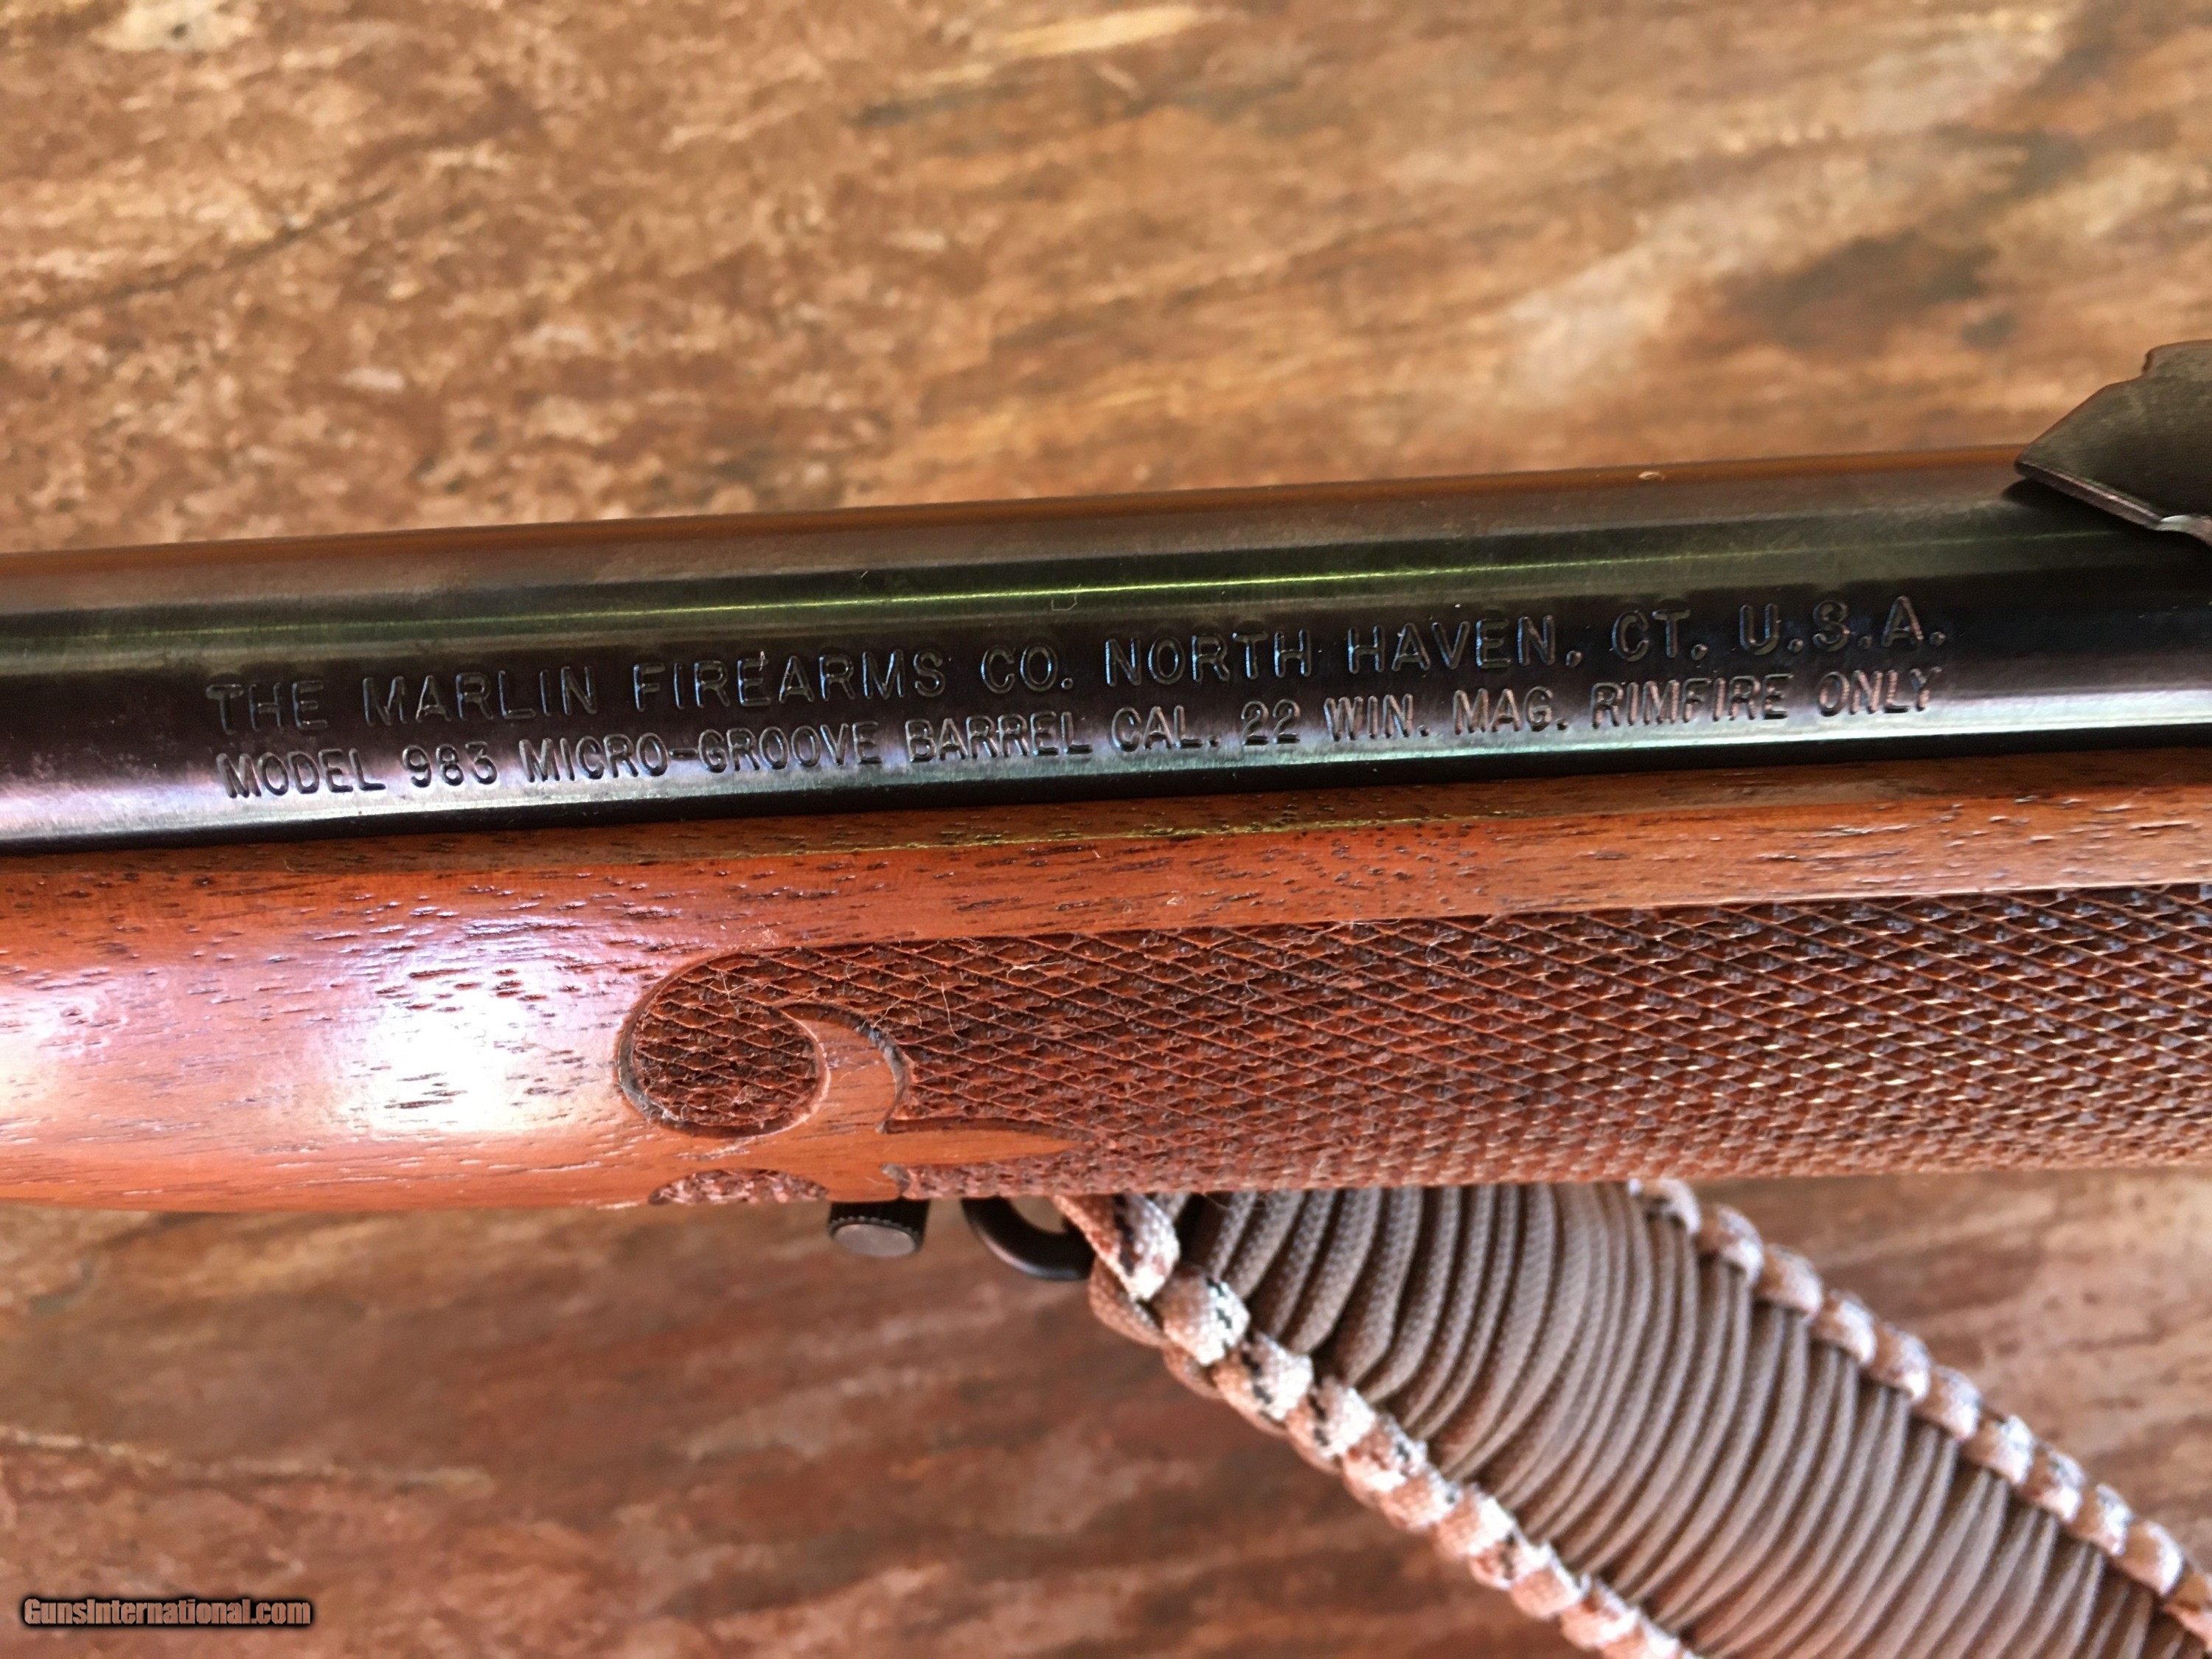 THE MARLIN FIREARMS CO. NORTH HAVEN, CT. U.S.A.
MODEL 983 MICRO-GROOVE BARREL CAL. 22 WIN. MAG. RIMFIRE ONLY
GunsInternational.com